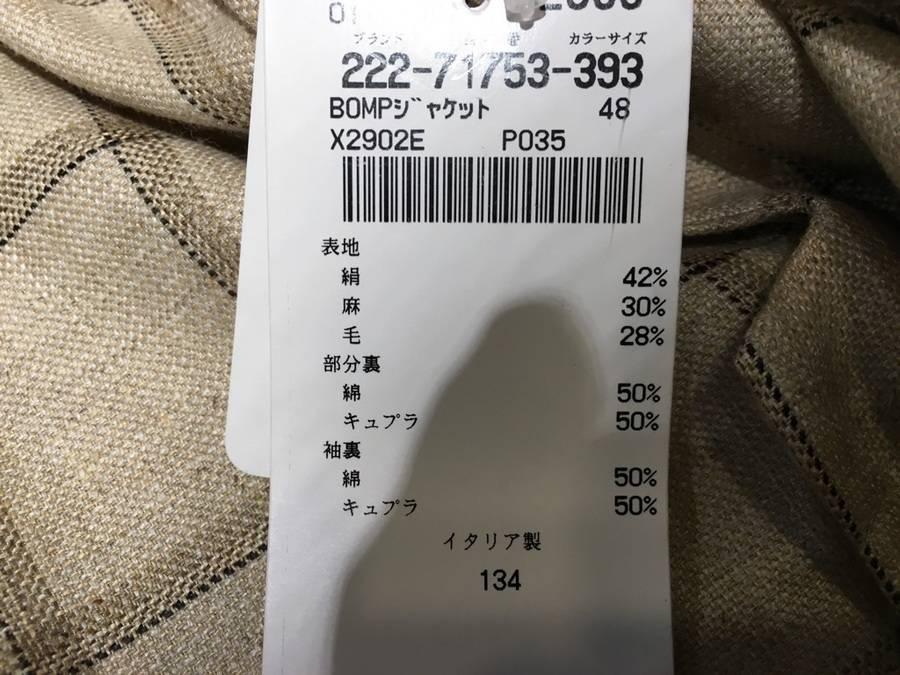 ブランド 番 カラーサイズ
222-71753-393
BOMPジャケット 48
X2902E P035
表地
絹 42%
麻 30%
毛 28%
部分裏
綿 50%
キュプラ 50%
袖裏
綿 50%
キュプラ 50%
イタリア製
134